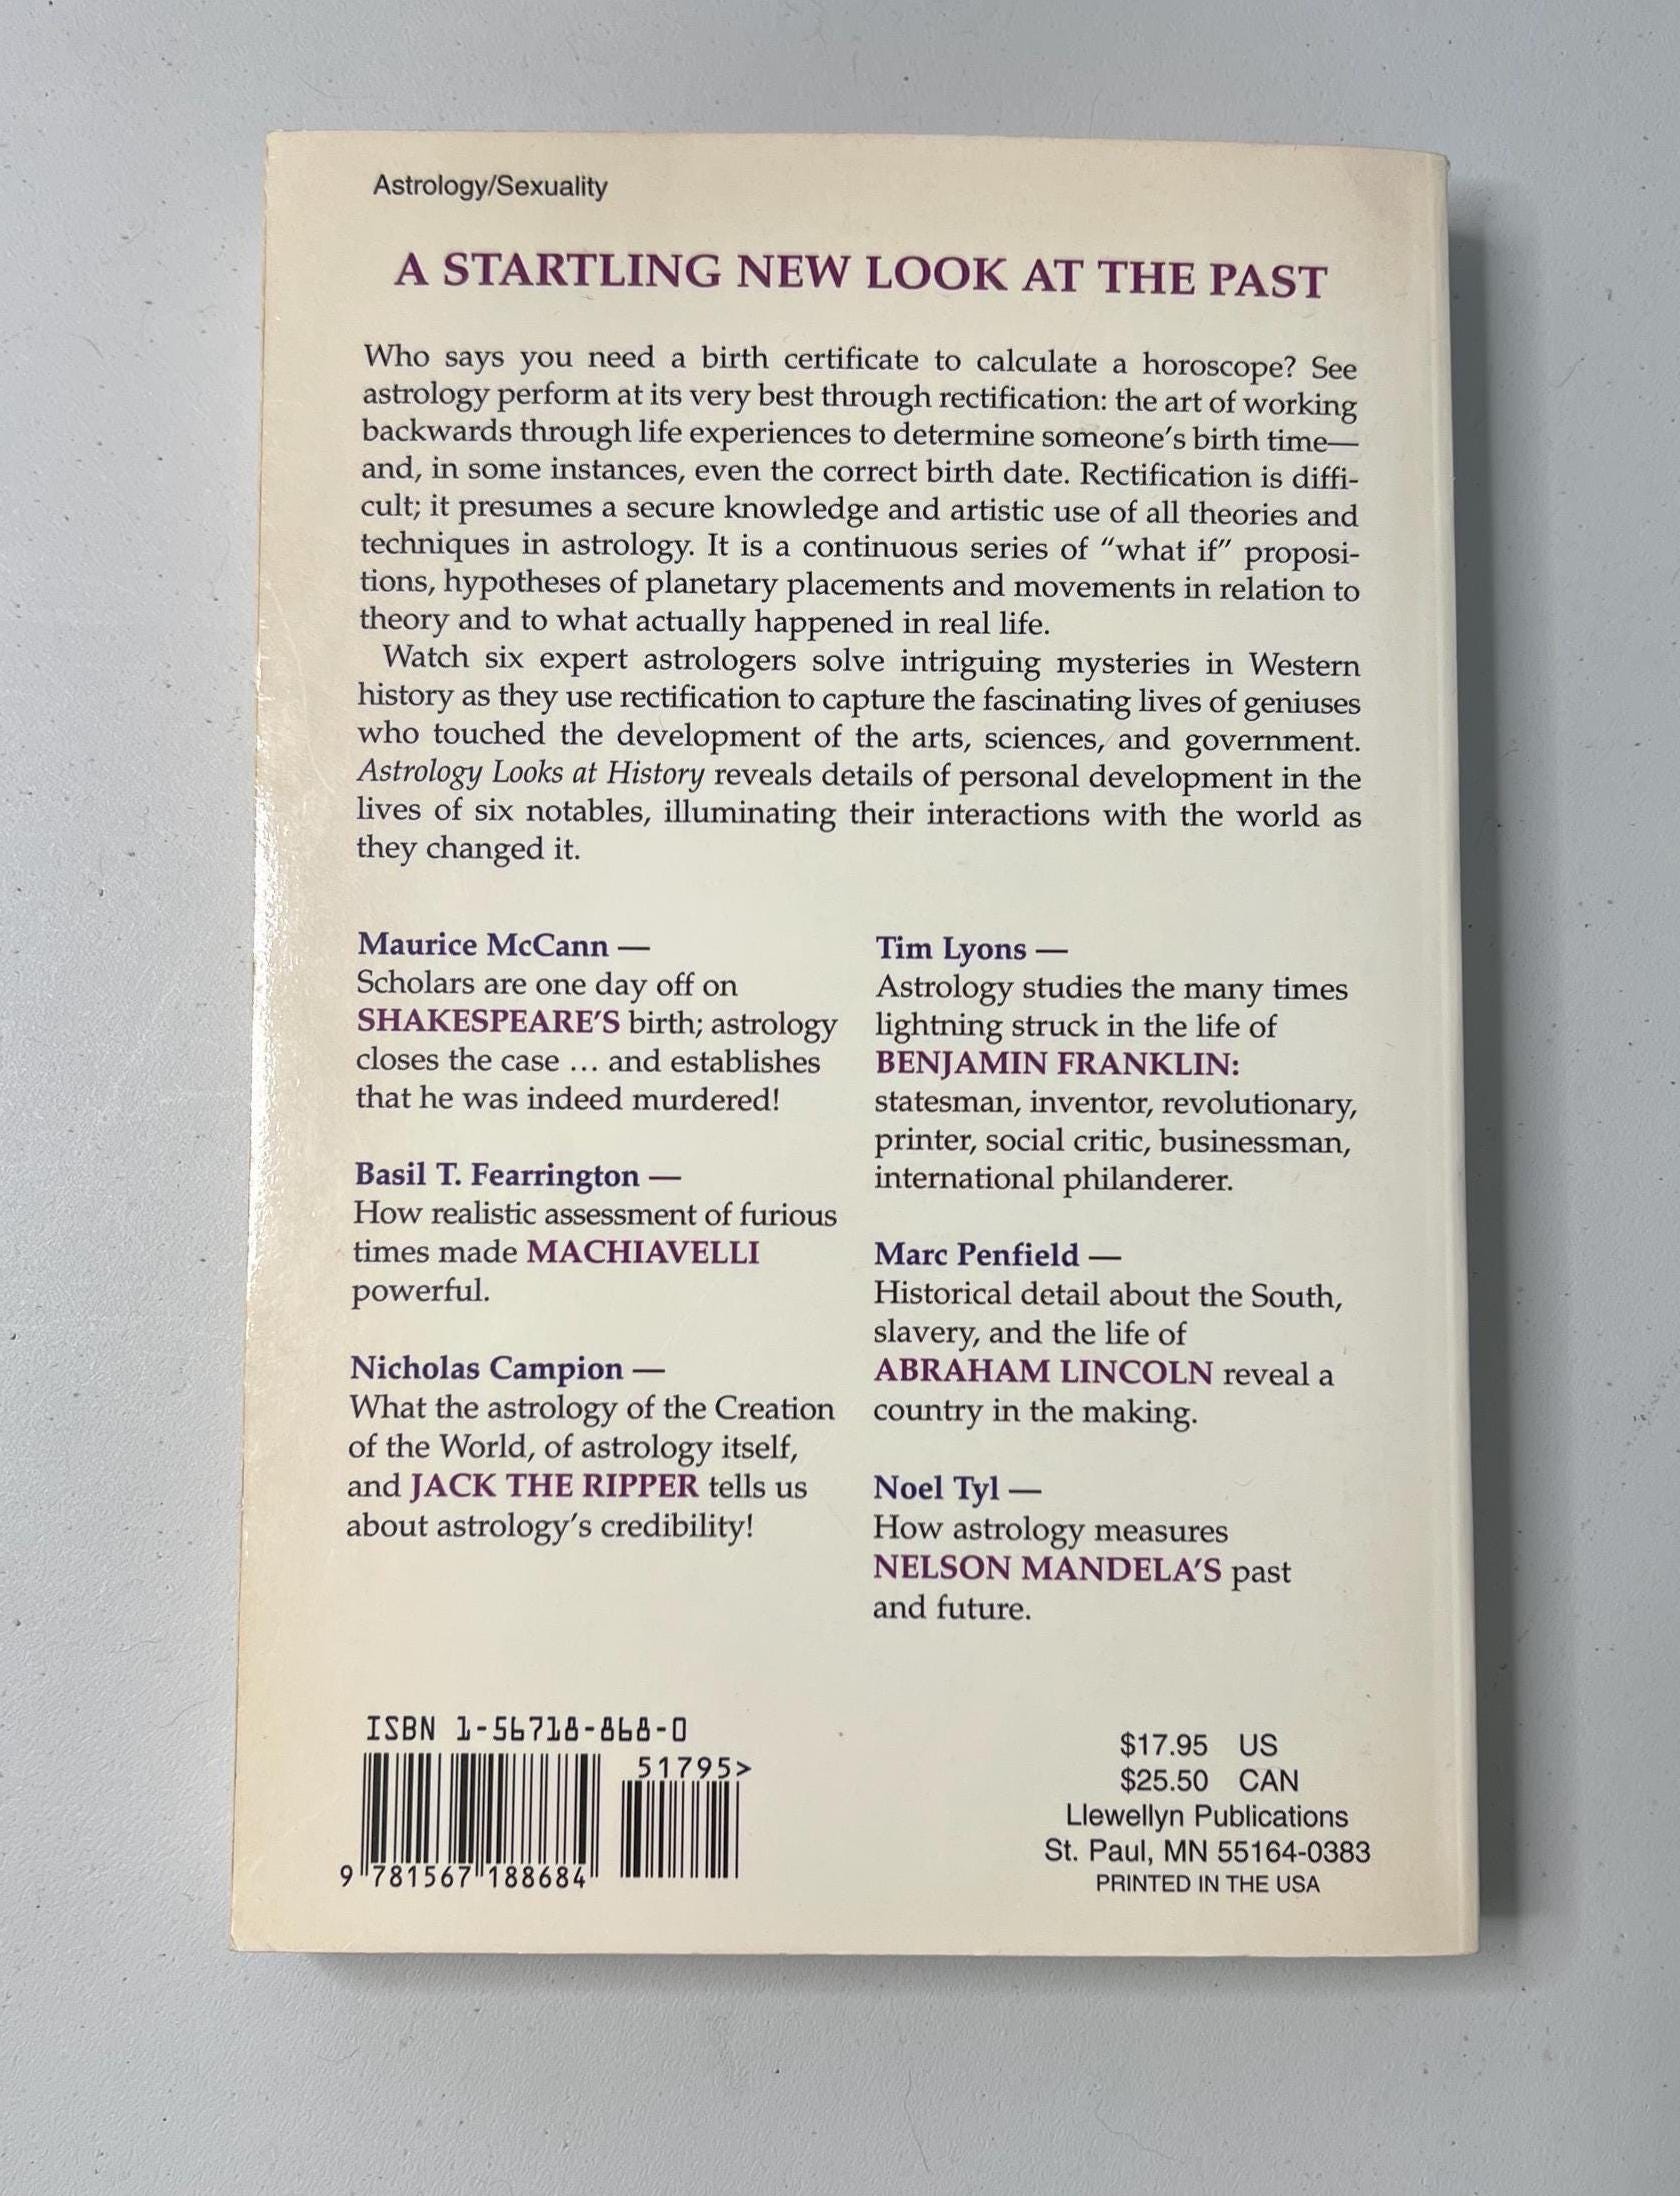 Astrology/Sexuality
A STARTLING NEW LOOK AT THE PAST
Who says you need a birth certificate to calculate a horoscope? See
astrology perform at its very best through rectification: the art of working
backwards through life experiences to determine someone's birth time—
and, in some instances, even the correct birth date. Rectification is diffi-
cult; it presumes a secure knowledge and artistic use of all theories and
techniques in astrology. It is a continuous series of "what if" proposi-
tions, hypotheses of planetary placements and movements in relation to
theory and to what actually happened in real life.
Watch six expert astrologers solve intriguing mysteries in Western
history as they use rectification to capture the fascinating lives of geniuses
who touched the development of the arts, sciences, and government.
Astrology Looks at History reveals details of personal development in the
lives of six notables, illuminating their interactions with the world as
they changed it.
Maurice McCann —
Scholars are one day off on
SHAKESPEARE'S birth; astrology
closes the case ... and establishes
that he was indeed murdered!
Basil T. Fearrington —
How realistic assessment of furious
times made MACHIAVELLI
powerful.
Nicholas Campion —
What the astrology of the Creation
of the World, of astrology itself,
and JACK THE RIPPER tells us
about astrology's credibility!
Tim Lyons —
Astrology studies the many times
lightning struck in the life of
BENJAMIN FRANKLIN:
statesman, inventor, revolutionary,
printer, social critic, businessman,
international philanderer.
Marc Penfield —
Historical detail about the South,
slavery, and the life of
ABRAHAM LINCOLN reveal a
country in the making.
Noel Tyl —
How astrology measures
NELSON MANDELA'S past
and future.
ISBN 1-56718-868-0
51795>
9 781567 188684
$17.95 US
$25.50 CAN
Llewellyn Publications
St. Paul, MN 55164-0383
PRINTED IN THE USA